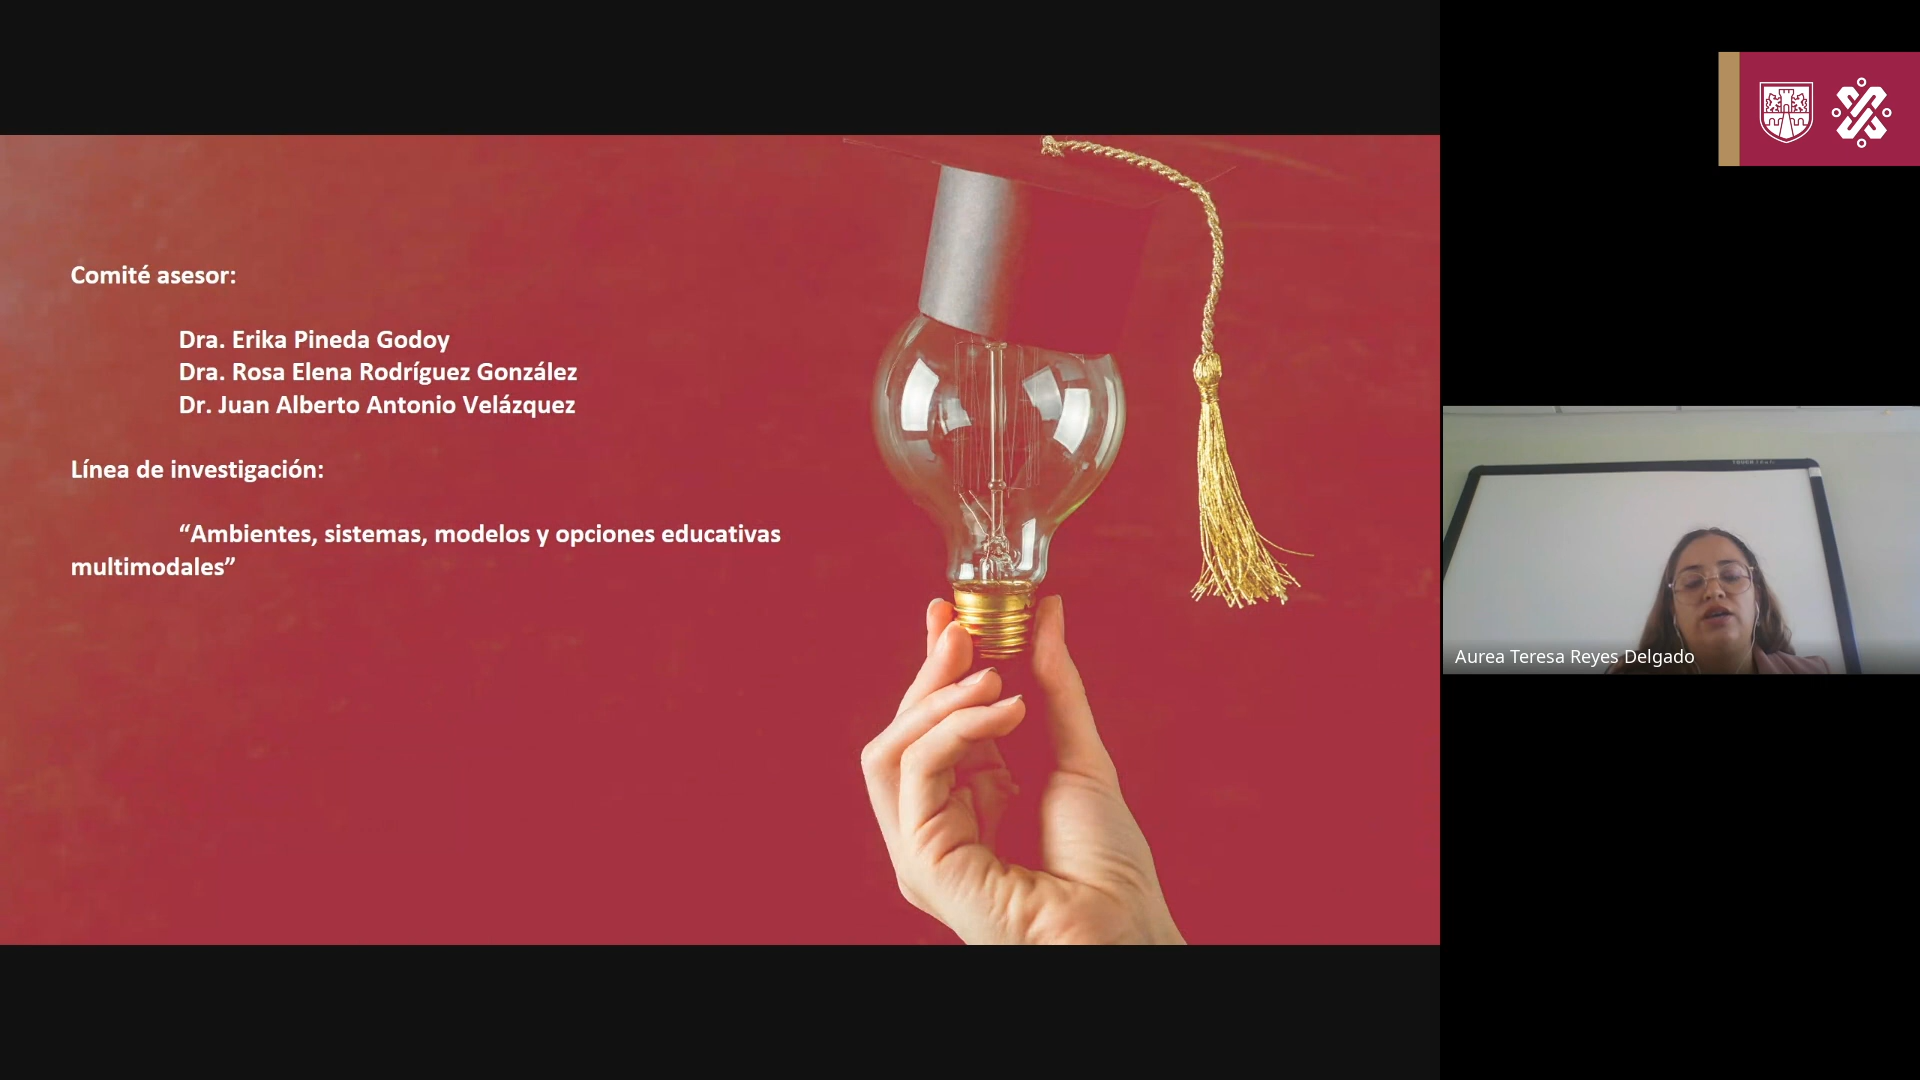 Comité asesor:
Dra. Erika Pineda Godoy
Dra. Rosa Elena Rodríguez González
Dr. Juan Alberto Antonio Velázquez
Línea de investigación:
“Ambientes, sistemas, modelos y opciones educativas
multimodales”
Aurea Teresa Reyes Delgado